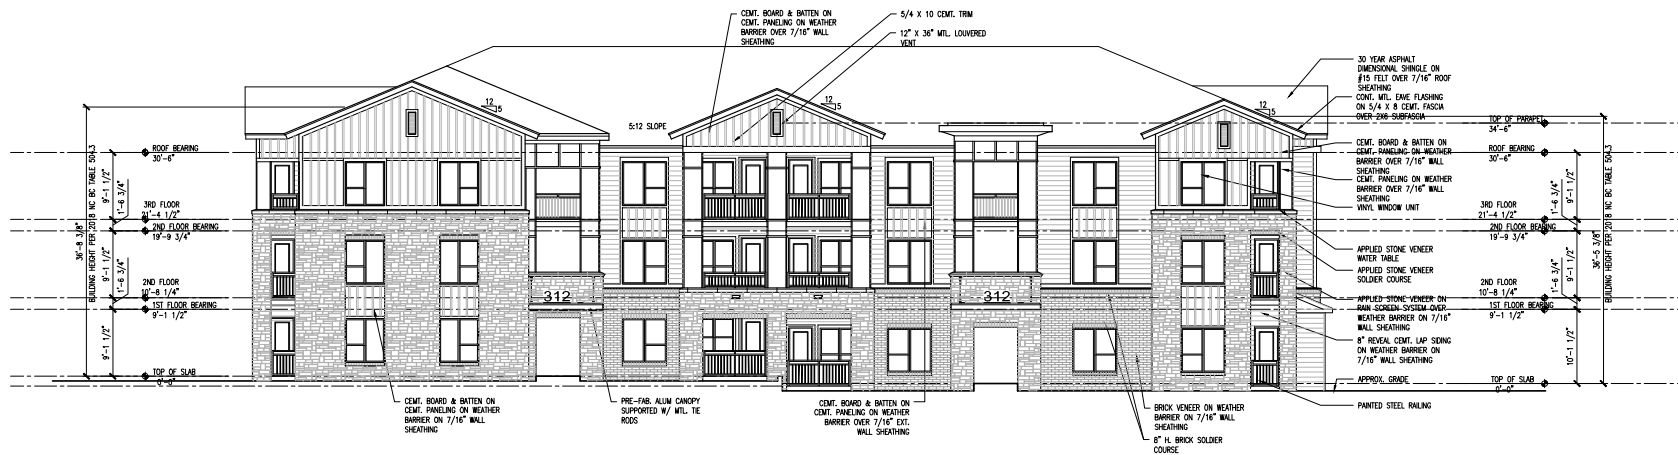 CEMT. BOARD & BATTEN ON
CEMT. PANELING ON WEATHER
BARRIER OVER 7/16" WALL
SHEATHING
5/4 X 10 CEMT. TRIM
12" X 36" MTL. LOUVERED
VENT
30 YEAR ASPHALT
DIMENSIONAL SHINGLE ON
#15 FELT OVER 7/16" ROOF
SHEATHING
CONT. MTL. EAVE FLASHING
ON 5/4 X 8 CEMT. FASCIA
OVER 2X6 SUBFASCIA
12
5
12
5
12
5
5:12 SLOPE
TOP OF PARAPET
34'-6"
ROOF BEARING
30'-6"
ROOF BEARING
30'-6"
CEMT. BOARD & BATTEN ON
CEMT. PANELING ON WEATHER
BARRIER OVER 7/16" WALL
SHEATHING
CEMT. PANELING ON WEATHER
BARRIER OVER 7/16" WALL
SHEATHING
VINYL WINDOW UNIT
3RD FLOOR
21'-4 1/2"
2ND FLOOR BEARING
19'-9 3/4"
3RD FLOOR
21'-4 1/2"
2ND FLOOR BEARING
19'-9 3/4"
APPLIED STONE VENEER
WATER TABLE
APPLIED STONE VENEER
SOLDIER COURSE
2ND FLOOR
10'-8 1/4"
1ST FLOOR BEARING
9'-1 1/2"
2ND FLOOR
10'-8 1/4"
1ST FLOOR BEARING
9'-1 1/2"
APPLIED STONE VENEER ON
RAIN SCREEN SYSTEM OVER
WEATHER BARRIER ON 7/16"
WALL SHEATHING
8" REVEAL CEMT. LAP SIDING
ON WEATHER BARRIER ON
7/16" WALL SHEATHING
312
312
TOP OF SLAB
0'-0"
APPROX. GRADE
TOP OF SLAB
0'-0"
PAINTED STEEL RAILING
36'-8 3/8"
BUILDING HEIGHT PER 2018 NC BC TABLE 504.3
9'-1 1/2"
1'-6 3/4"
9'-1 1/2"
1'-6 3/4"
9'-1 1/2"
1'-6 3/4"
9'-1 1/2"
1'-6 3/4"
9'-1 1/2"
10'-1 1/2"
36'-5 3/8"
BUILDING HEIGHT PER 2018 NC BC TABLE 504.3
CEMT. BOARD & BATTEN ON
CEMT. PANELING ON WEATHER
BARRIER ON 7/16" WALL
SHEATHING
PRE-FAB. ALUM CANOPY
SUPPORTED W/ MTL. TIE
RODS
CEMT. BOARD & BATTEN ON
CEMT. PANELING ON WEATHER
BARRIER OVER 7/16" EXT.
WALL SHEATHING
BRICK VENEER ON WEATHER
BARRIER ON 7/16" WALL
SHEATHING
8" H. BRICK SOLDIER
COURSE